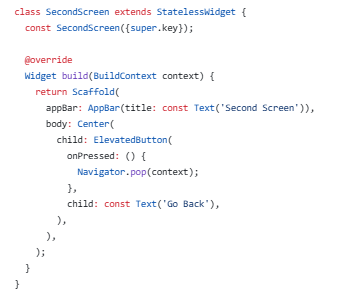 class SecondScreen extends StatelessWidget {
  const SecondScreen({super.key});

  @override
  Widget build(BuildContext context) {
    return Scaffold(
      appBar: AppBar(title: const Text('Second Screen')),
      body: Center(
        child: ElevatedButton(
          onPressed: () {
            Navigator.pop(context);
          },
          child: const Text('Go Back'),
        ),
      ),
    );
  }
}